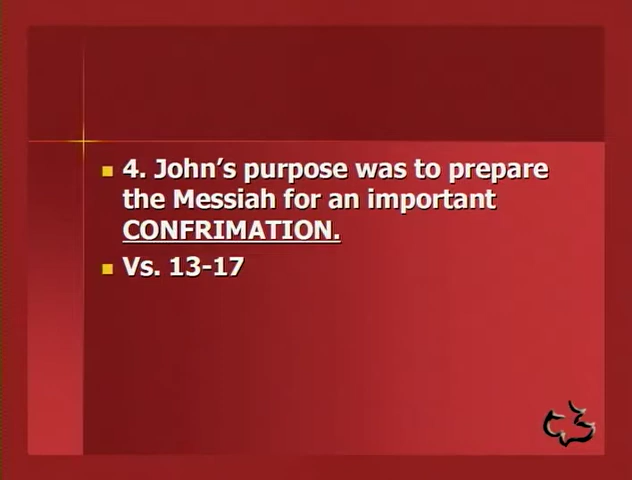 4. John’s purpose was to prepare
the Messiah for an important
CONFRIMATION.
Vs. 13-17